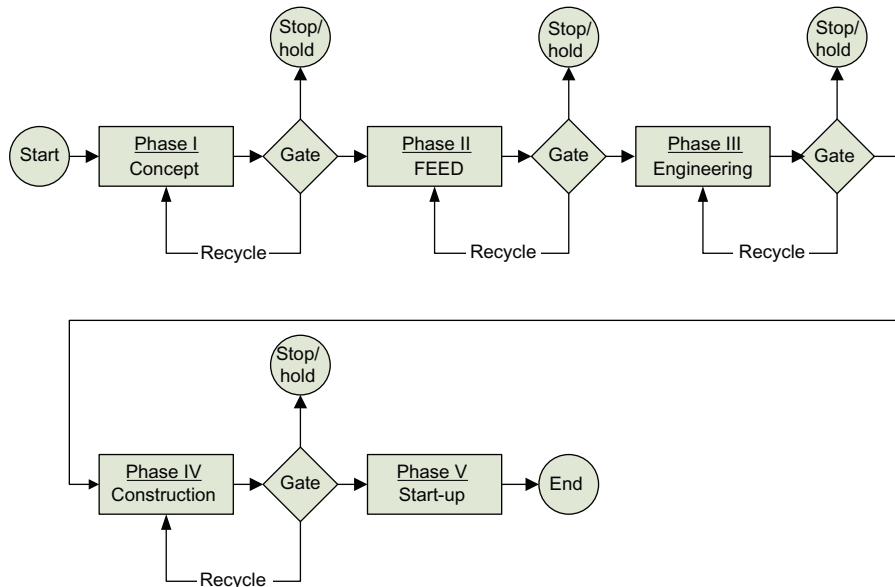 Stop/
hold
Stop/
hold
Stop/
hold
Start
Phase I
Concept
Gate
Phase II
FEED
Gate
Phase III
Engineering
Gate
Recycle
Recycle
Recycle
Stop/
hold
Phase IV
Construction
Gate
Phase V
Start-up
End
Recycle